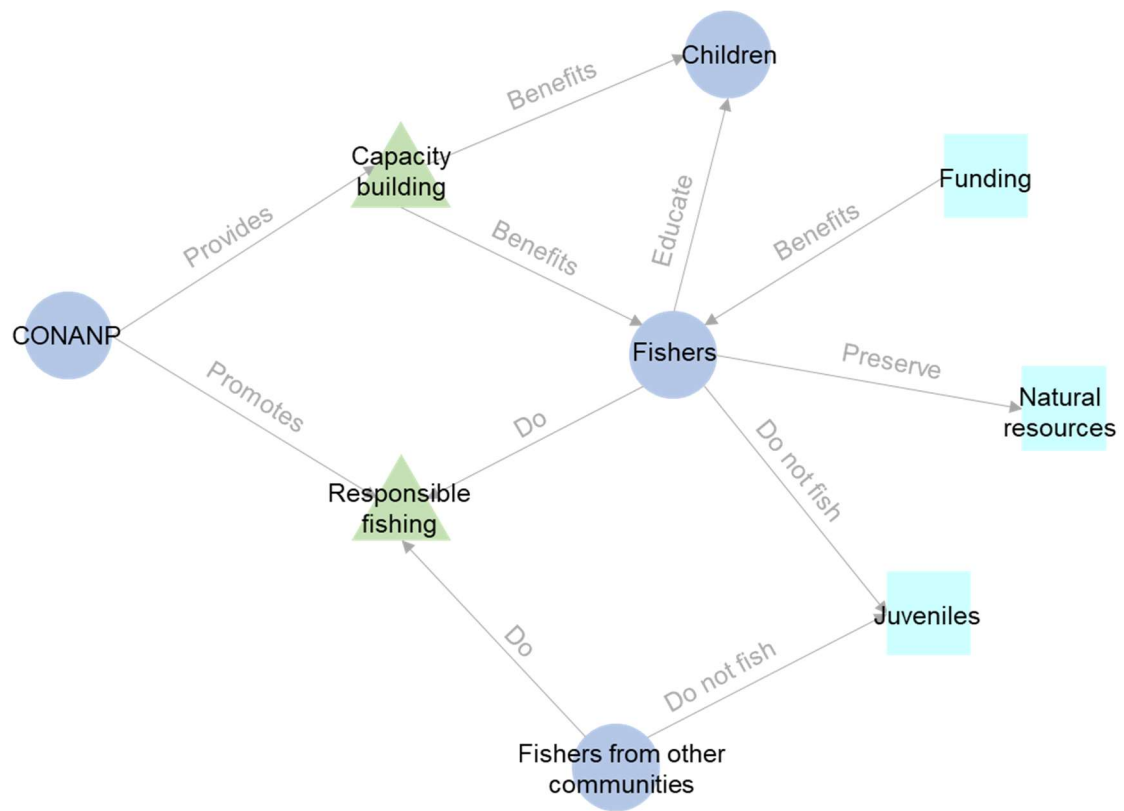 Children
Benefits
Capacity
building
Funding
Educate
Benefits
Provides
Benefits
CONANP
Fishers
Preserve
Promotes
Natural
resources
Do
Do not fish
Responsible
fishing
Juveniles
Do
Do not fish
Fishers from other
communities